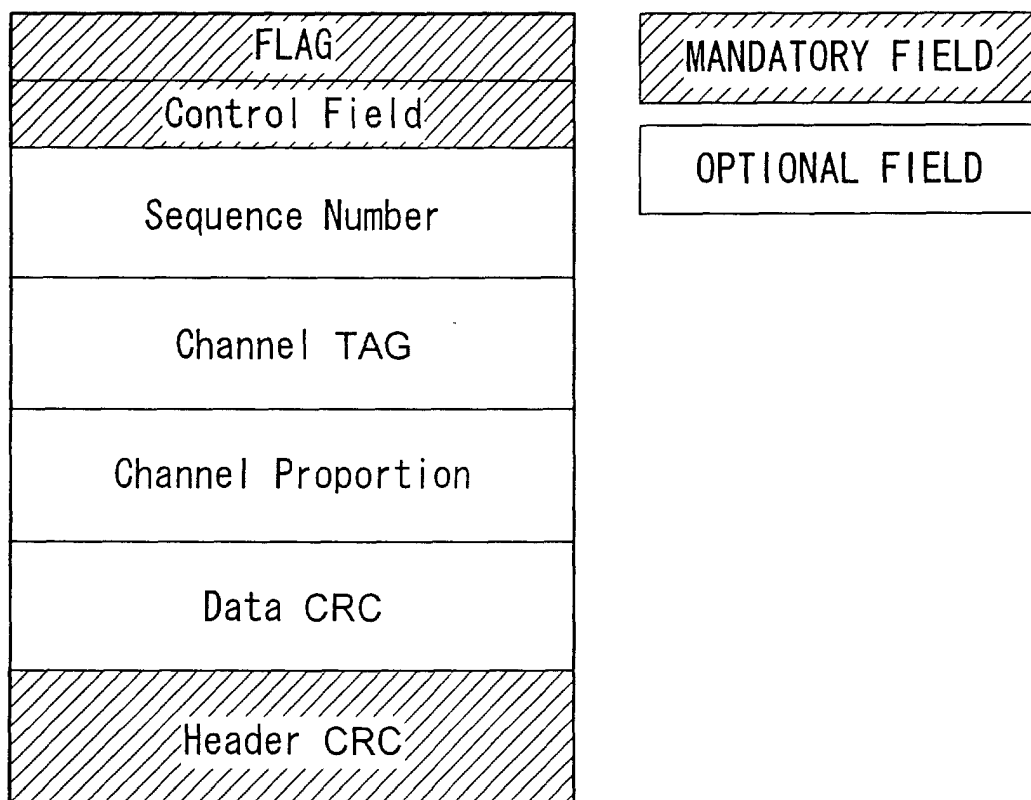 FLAG
Control Field
Sequence Number
Channel TAG
Channel Proportion
Data CRC
Header CRC
MANDATORY FIELD
OPTIONAL FIELD